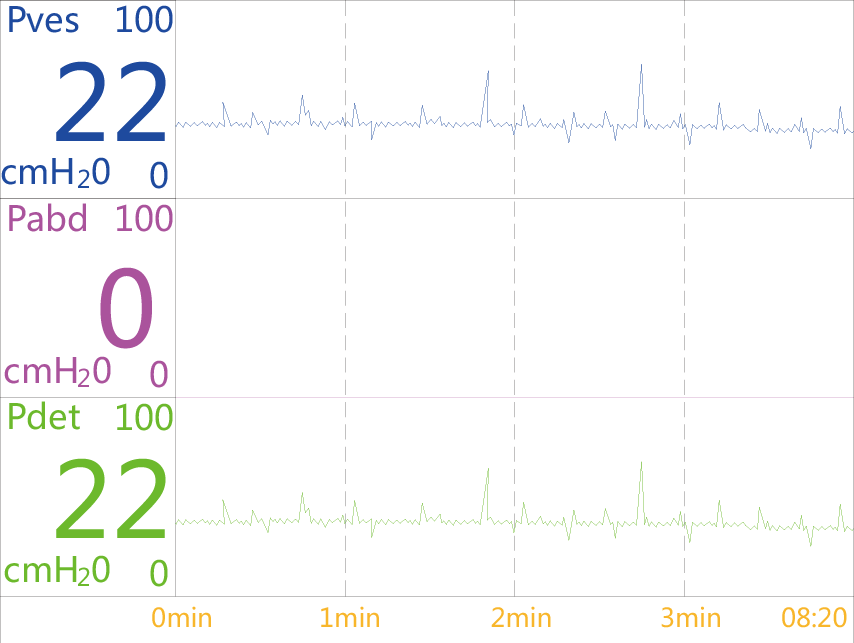 Pves 100
22
cmH₂0 0
Pabd 100
0
cmH₂0 0
Pdet 100
22
cmH₂0 0
0min 1min 2min 3min 08:20